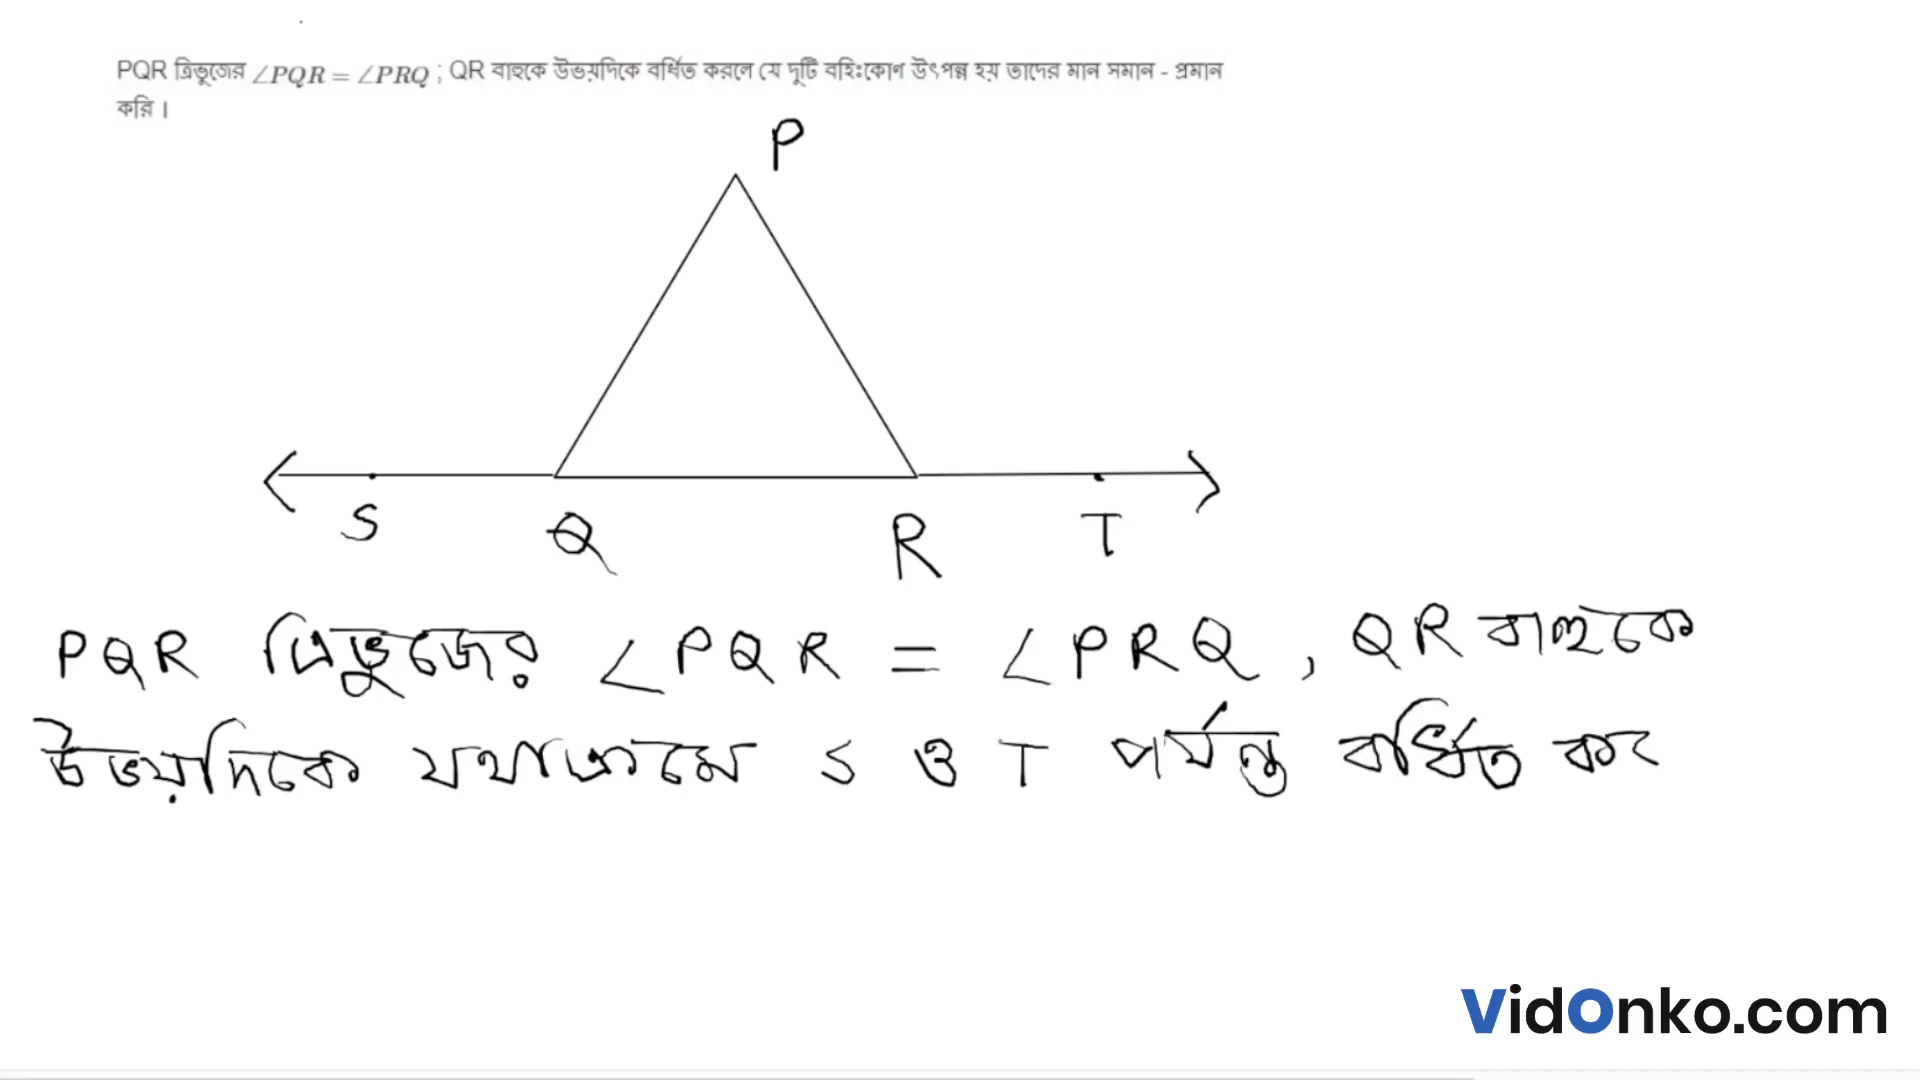 PQR ত্রিভূজের ∠PQR = ∠PRQ ; QR বাহুকে উভয়দিকে বর্ধিত করলে যে দুটি বহিঃকোণ উৎপন্ন হয় তাদের মান সমান - প্রমান
করি ।
P
S Q R T
PQR ত্রিভুজের ∠PQR = ∠PRQ , QR বাহুকে
উভয়দিকে যথাক্রমে S ও T পর্যন্ত বর্ধিত
VidOnko.com